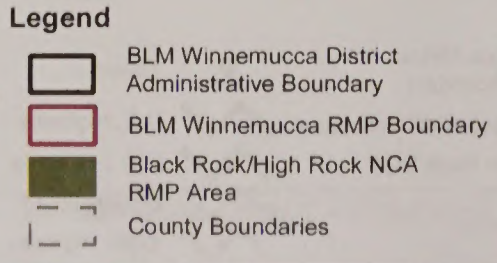 Legend
BLM Winnemucca District
Administrative Boundary
BLM Winnemucca RMP Boundary
Black Rock/High Rock NCA
RMP Area
County Boundaries